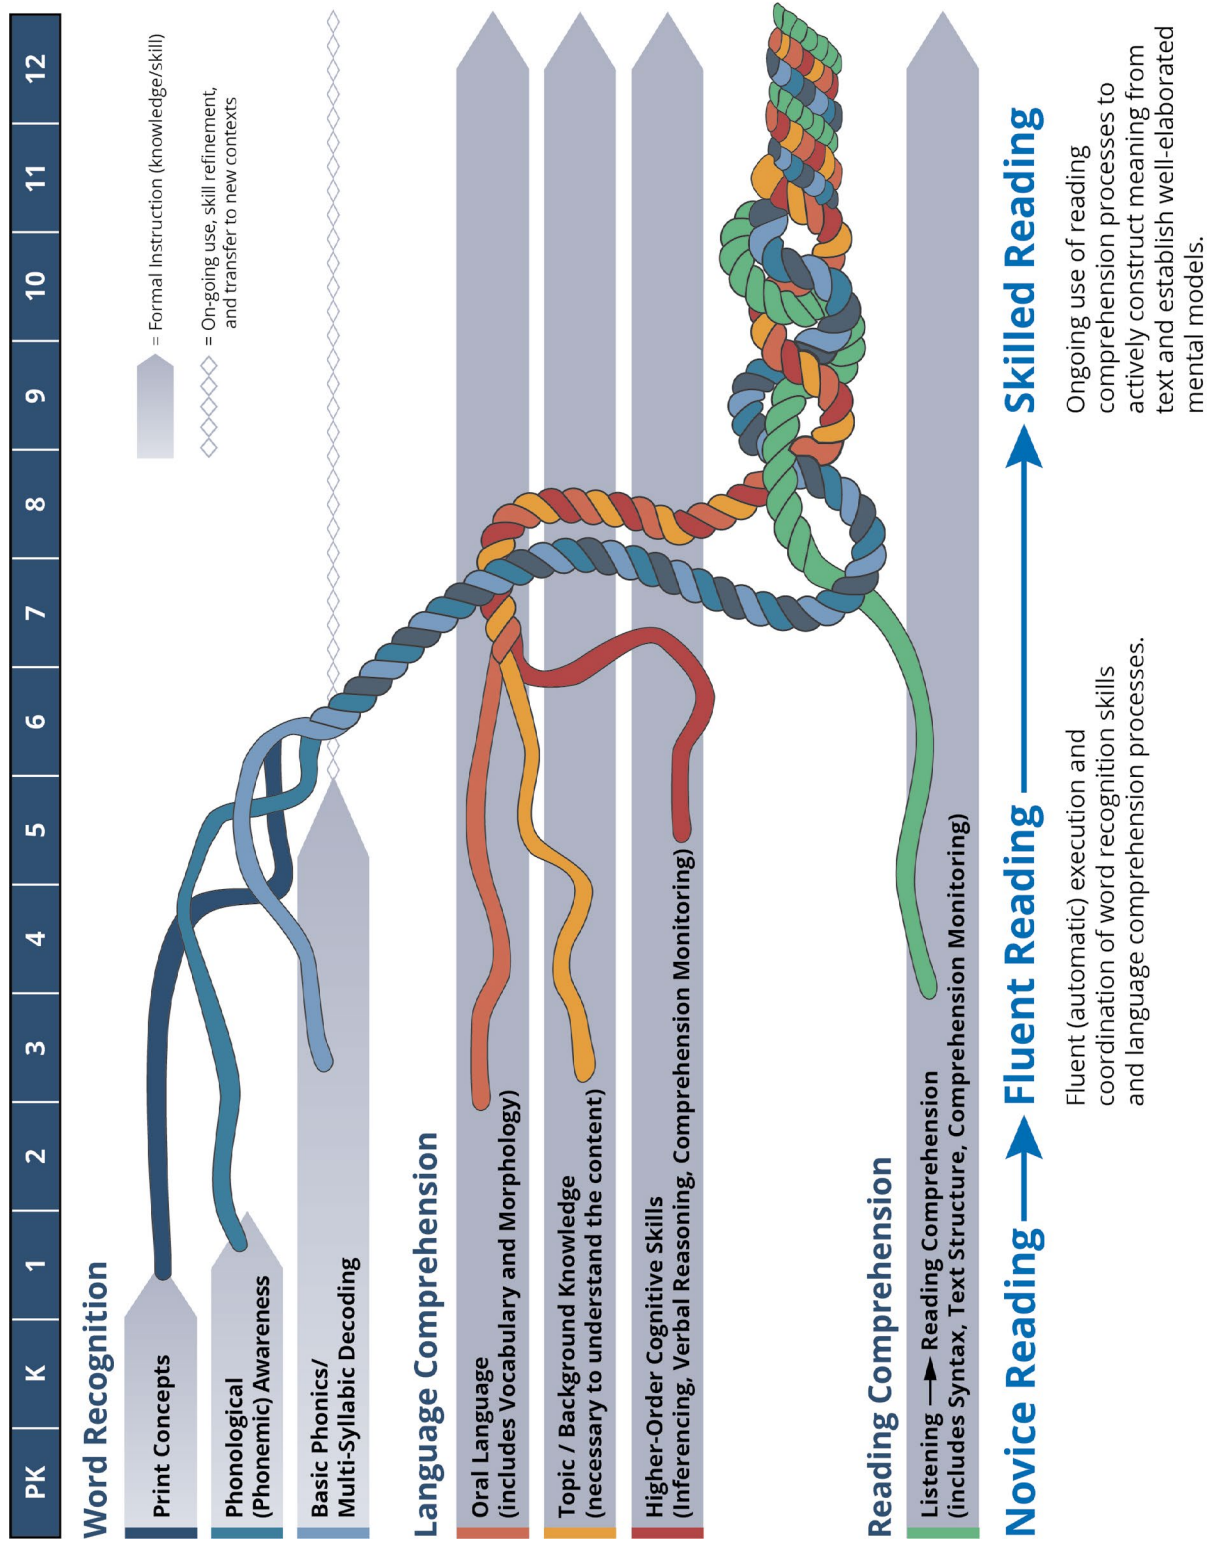 PK K 1 2 3 4 5 6 7 8 9 10 11 12
= Formal Instruction (knowledge/skill)
= On-going use, skill refinement,
and transfer to new contexts
Word Recognition
Print Concepts
Phonological
(Phonemic) Awareness
Basic Phonics/
Multi-Syllabic Decoding
Language Comprehension
Oral Language
(includes Vocabulary and Morphology)
Topic / Background Knowledge
(necessary to understand the content)
Higher-Order Cognitive Skills
(Inferencing, Verbal Reasoning, Comprehension Monitoring)
Reading Comprehension
Listening → Reading Comprehension
(includes Syntax, Text Structure, Comprehension Monitoring)
Novice Reading → Fluent Reading → Skilled Reading
Fluent (automatic) execution and
coordination of word recognition skills
and language comprehension processes.
Ongoing use of reading
comprehension processes to
actively construct meaning from
text and establish well-elaborated
mental models.